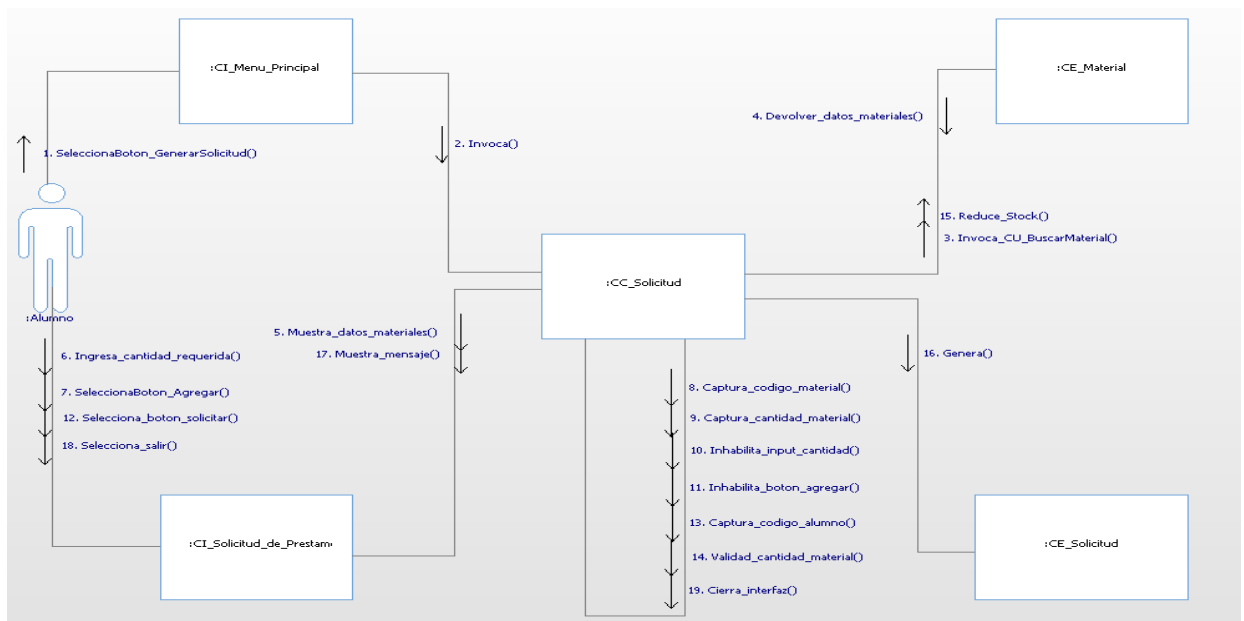 :CI_Menu_Principal
:CE_Material
4. Devolver_datos_materiales()
1. SeleccionaBoton_GenerarSolicitud()
2. Invoca()
15. Reduce_Stock()
3. Invoca_CU_BuscarMaterial()
:CC_Solicitud
:Alumno
5. Muestra_datos_materiales()
17. Muestra_mensaje()
16. Genera()
6. Ingresa_cantidad_requerida()
7. SeleccionaBoton_Agregar()
12. Selecciona_boton_solicitar()
18. Selecciona_salir()
8. Captura_codigo_material()
9. Captura_cantidad_material()
10. Inhabilita_input_cantidad()
11. Inhabilita_boton_agregar()
13. Captura_codigo_alumno()
14. Validad_cantidad_material()
19. Cierra_interfaz()
:CI_Solicitud_de_Prestam
:CE_Solicitud